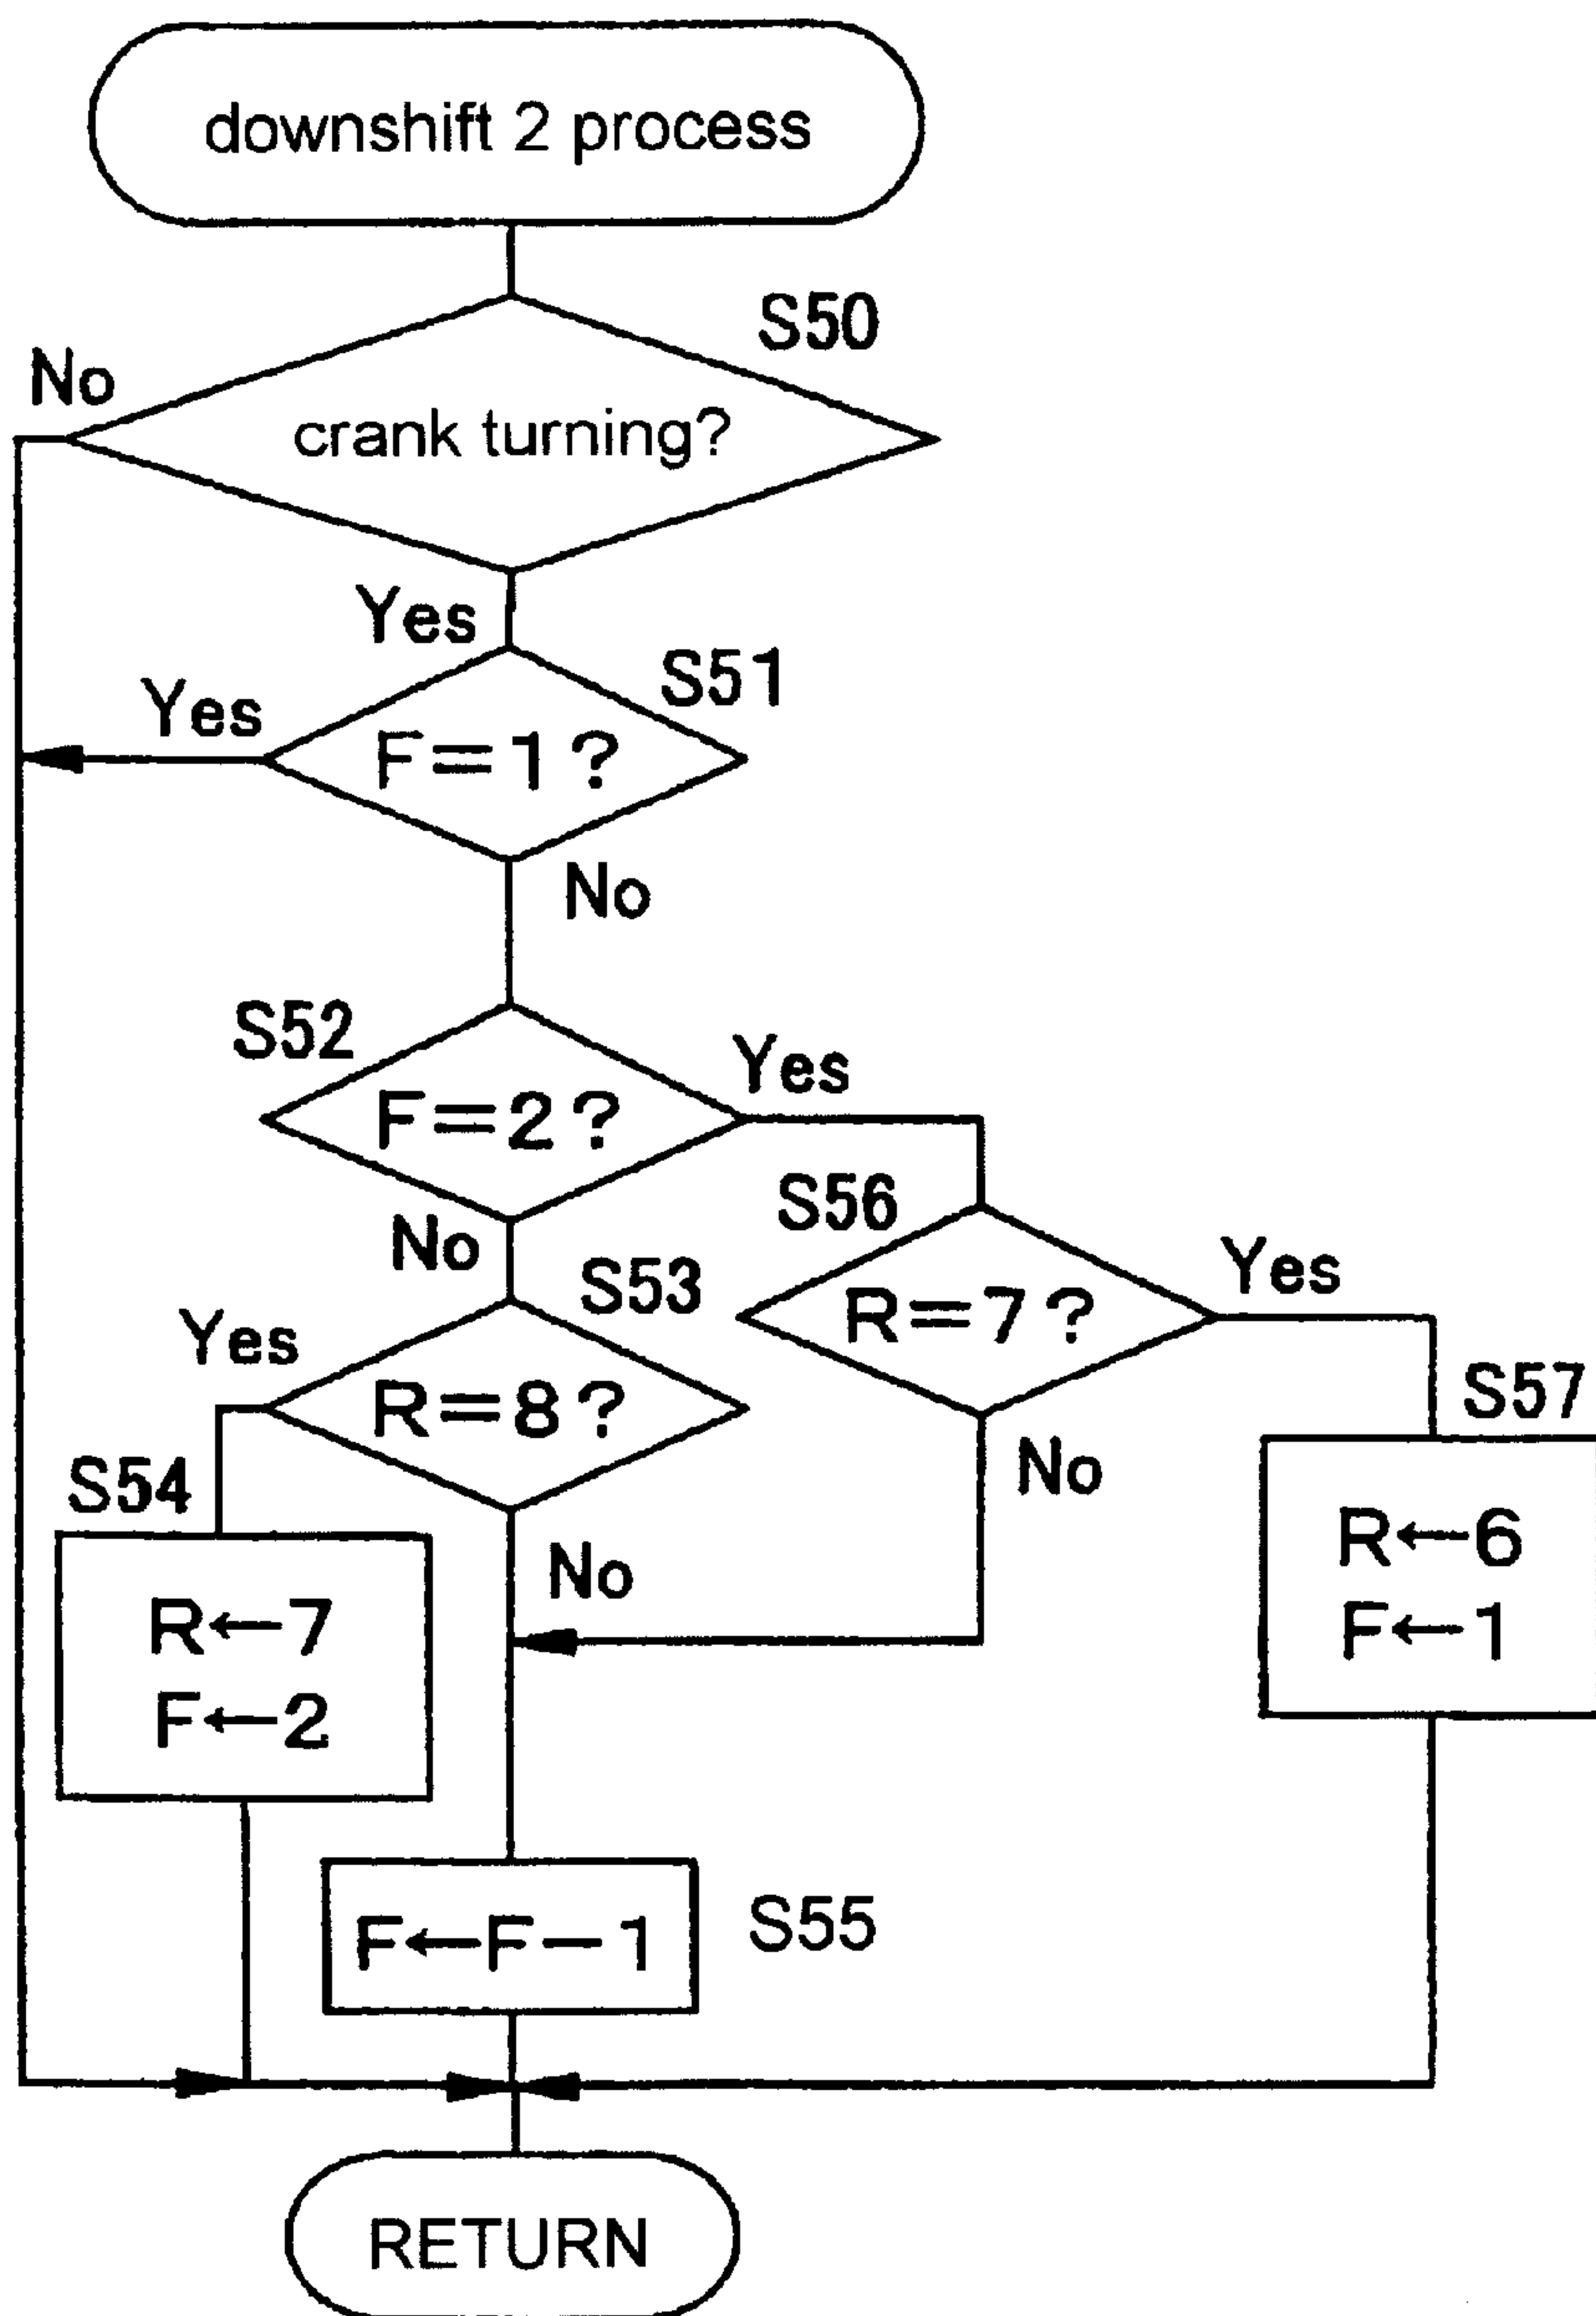 downshift 2 process
S50
No
crank turning?
Yes
S51
Yes
F=1?
No
S52
Yes
F=2?
S56
No
S53
Yes
Yes
R=7?
R=8?
S57
S54
No
R←6
No
R←7
F←1
F←2
F←F−1
S55
RETURN